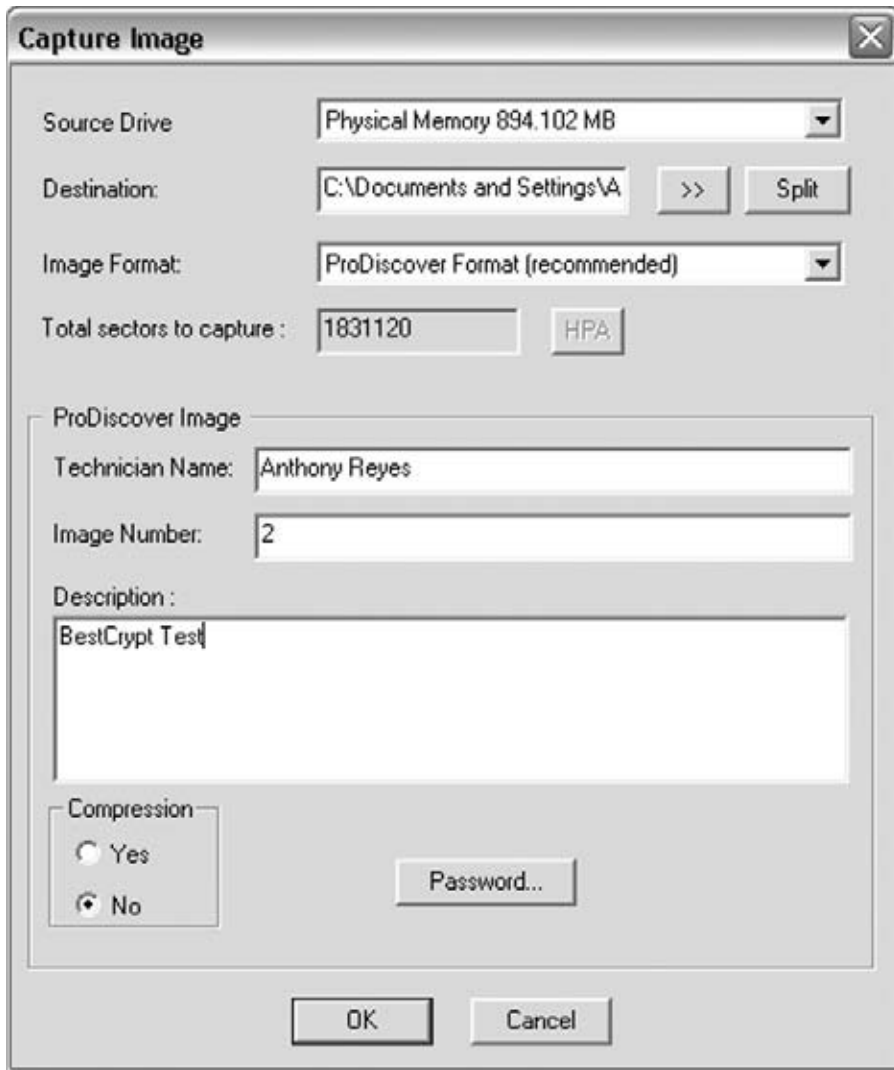 Capture Image
Source Drive Physical Memory 894.102 MB
Destination: C:\Documents and Settings\A >> Split
Image Format: ProDiscover Format (recommended)
Total sectors to capture : 1831120 HPA
ProDiscover Image
Technician Name: Anthony Reyes
Image Number: 2
Description :
BestCrypt Test
Compression
Yes
No
Password...
OK Cancel